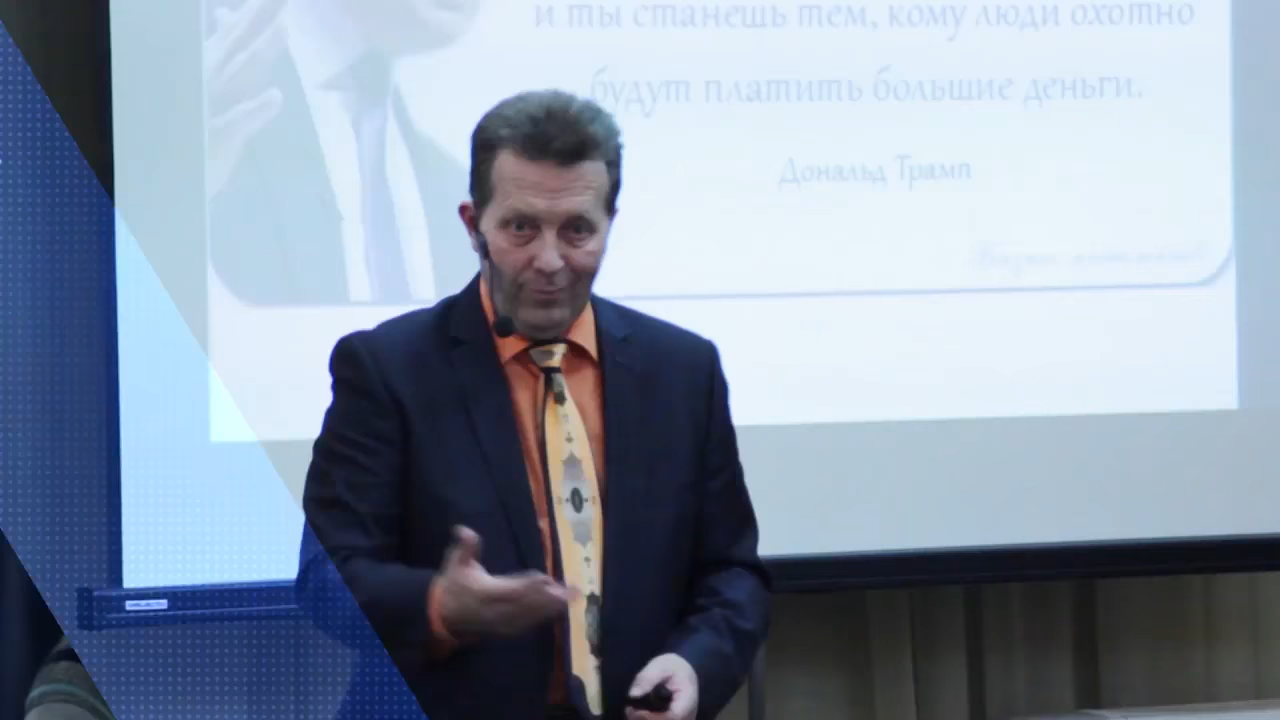 и ты станешь тем, кому люди охотно
будут платить большие деньги.
Дональд Трамп